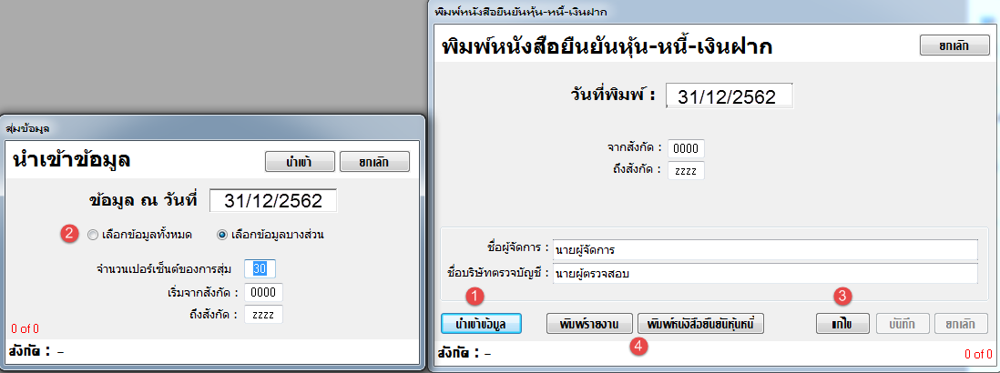 พิมพ์หนังสือยืนยันหุ้น-หนี้-เงินฝาก
พิมพ์หนังสือยืนยันหุ้น-หนี้-เงินฝาก ยกเลิก
วันที่พิมพ์ : 31/12/2562
จากสังกัด : 0000
ถึงสังกัด : zzzz
ชื่อผู้จัดการ : นายผู้จัดการ
ชื่อบริษัทตรวจบัญชี : นายผู้ตรวจสอบ
1 3
นำเข้าข้อมูล พิมพ์รายงาน พิมพ์หนังสือยืนยันหุ้นหนี้ แก้ไข บันทึก ยกเลิก
4
สังกัด : – 0 of 0
สุ่มข้อมูล
นำเข้าข้อมูล นำเข้า ยกเลิก
ข้อมูล ณ วันที่ 31/12/2562
2 เลือกข้อมูลทั้งหมด เลือกข้อมูลบางส่วน
จำนวนเปอร์เซ็นต์ของการสุ่ม 30
เริ่มจากสังกัด : 0000
ถึงสังกัด : zzzz
0 of 0
สังกัด : –